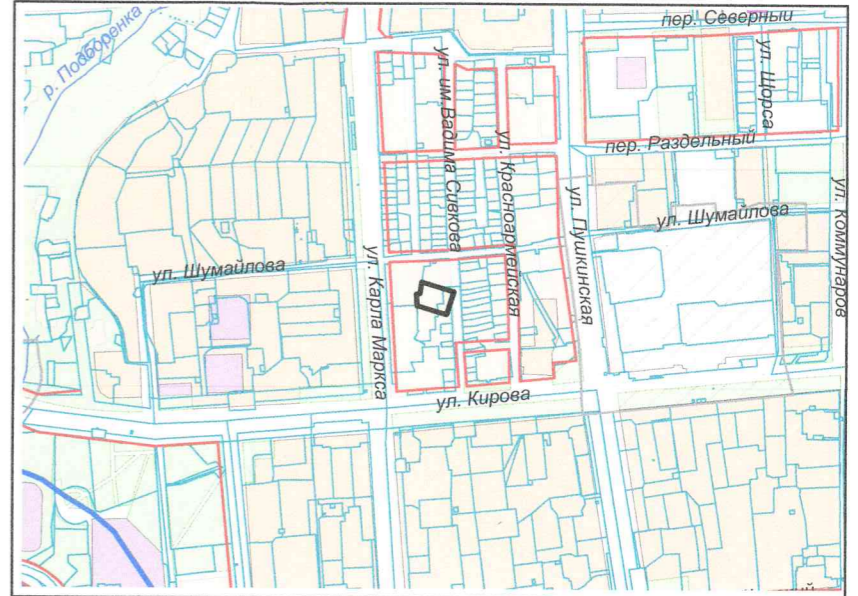 пер. Северный
р. Подборенка
ул. им.Вадима Сивкова
ул. Щорса
ул. Красноармейская
пер. Раздельный
ул. Пушкинская
ул. Коммунаров
ул. Шумайлова
ул. Шумайлова
ул. Карла Маркса
ул. Кирова